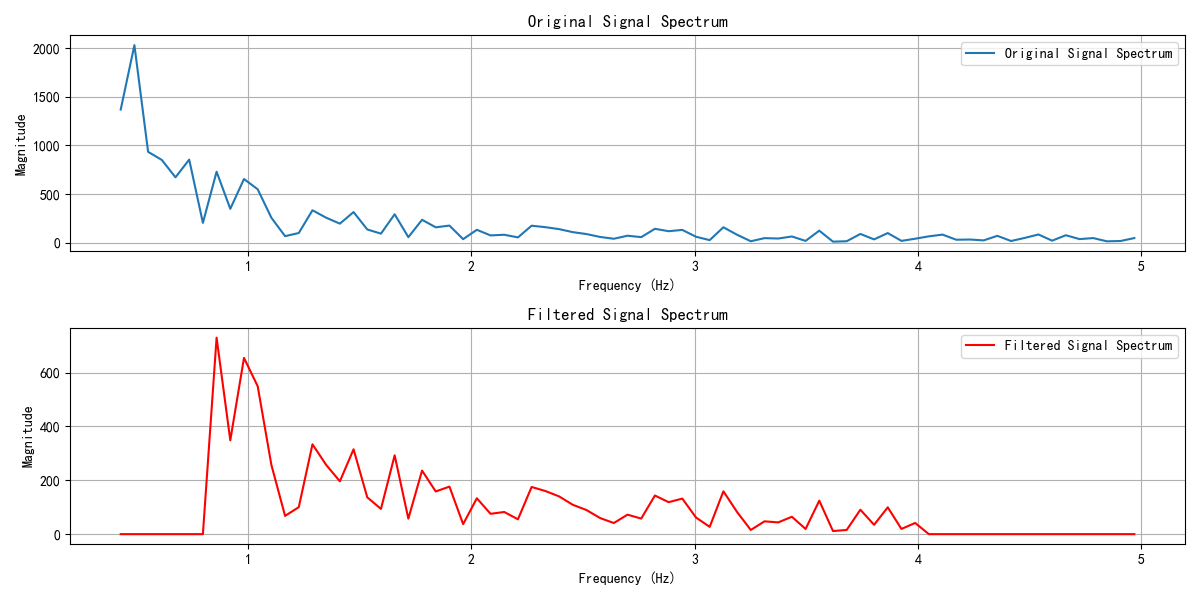 Original Signal Spectrum
Original Signal Spectrum
2000
1500
1000
500
0
Magnitude
1 2 3 4 5
Frequency (Hz)
Filtered Signal Spectrum
Filtered Signal Spectrum
600
400
200
0
Magnitude
1 2 3 4 5
Frequency (Hz)